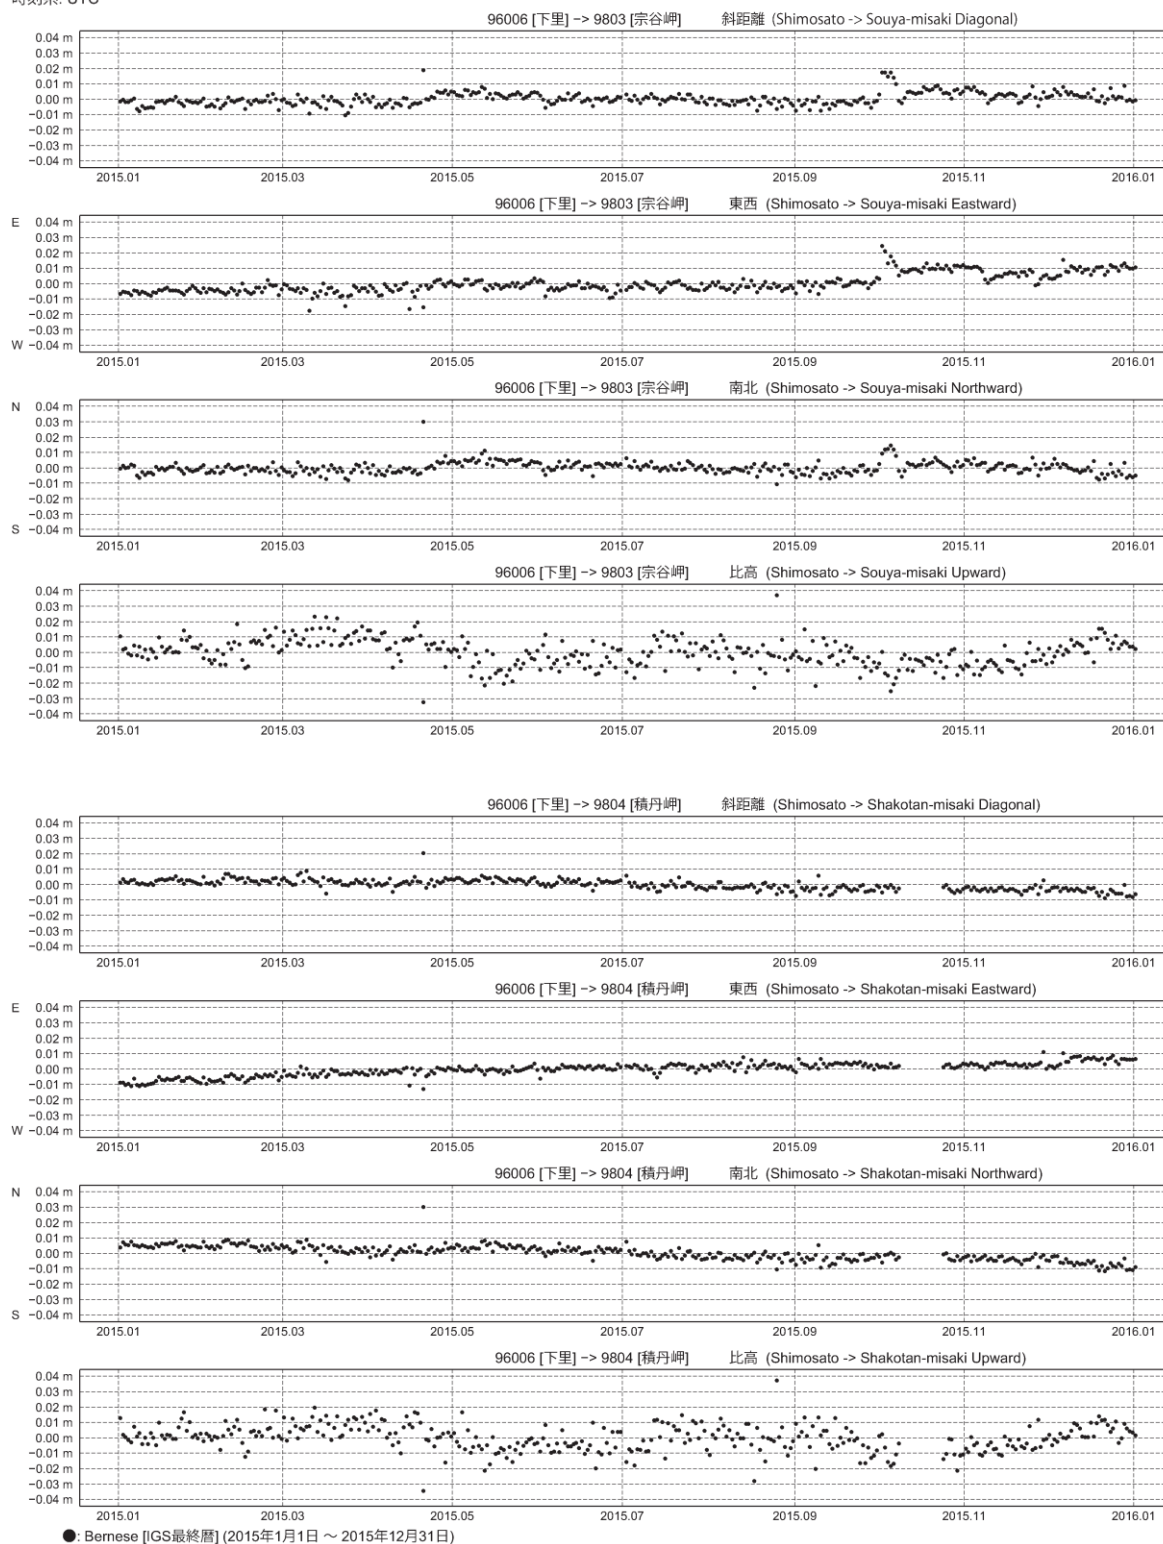 時刻系: UTC
96006 [下里] −> 9803 [宗谷岬] 斜距離 (Shimosato -> Souya-misaki Diagonal)
0.04 m
0.03 m
0.02 m
0.01 m
0.00 m
−0.01 m
−0.02 m
−0.03 m
−0.04 m
2015.01 2015.03 2015.05 2015.07 2015.09 2015.11 2016.01
96006 [下里] −> 9803 [宗谷岬] 東西 (Shimosato -> Souya-misaki Eastward)
E 0.04 m
0.03 m
0.02 m
0.01 m
0.00 m
−0.01 m
−0.02 m
−0.03 m
W −0.04 m
2015.01 2015.03 2015.05 2015.07 2015.09 2015.11 2016.01
96006 [下里] −> 9803 [宗谷岬] 南北 (Shimosato -> Souya-misaki Northward)
N 0.04 m
0.03 m
0.02 m
0.01 m
0.00 m
−0.01 m
−0.02 m
−0.03 m
S −0.04 m
2015.01 2015.03 2015.05 2015.07 2015.09 2015.11 2016.01
96006 [下里] −> 9803 [宗谷岬] 比高 (Shimosato -> Souya-misaki Upward)
0.04 m
0.03 m
0.02 m
0.01 m
0.00 m
−0.01 m
−0.02 m
−0.03 m
−0.04 m
2015.01 2015.03 2015.05 2015.07 2015.09 2015.11 2016.01
96006 [下里] −> 9804 [積丹岬] 斜距離 (Shimosato -> Shakotan-misaki Diagonal)
0.04 m
0.03 m
0.02 m
0.01 m
0.00 m
−0.01 m
−0.02 m
−0.03 m
−0.04 m
2015.01 2015.03 2015.05 2015.07 2015.09 2015.11 2016.01
96006 [下里] −> 9804 [積丹岬] 東西 (Shimosato -> Shakotan-misaki Eastward)
E 0.04 m
0.03 m
0.02 m
0.01 m
0.00 m
−0.01 m
−0.02 m
−0.03 m
W −0.04 m
2015.01 2015.03 2015.05 2015.07 2015.09 2015.11 2016.01
96006 [下里] −> 9804 [積丹岬] 南北 (Shimosato -> Shakotan-misaki Northward)
N 0.04 m
0.03 m
0.02 m
0.01 m
0.00 m
−0.01 m
−0.02 m
−0.03 m
S −0.04 m
2015.01 2015.03 2015.05 2015.07 2015.09 2015.11 2016.01
96006 [下里] −> 9804 [積丹岬] 比高 (Shimosato -> Shakotan-misaki Upward)
0.04 m
0.03 m
0.02 m
0.01 m
0.00 m
−0.01 m
−0.02 m
−0.03 m
−0.04 m
2015.01 2015.03 2015.05 2015.07 2015.09 2015.11 2016.01
●: Bernese [IGS最終暦] (2015年1月1日 〜 2015年12月31日)